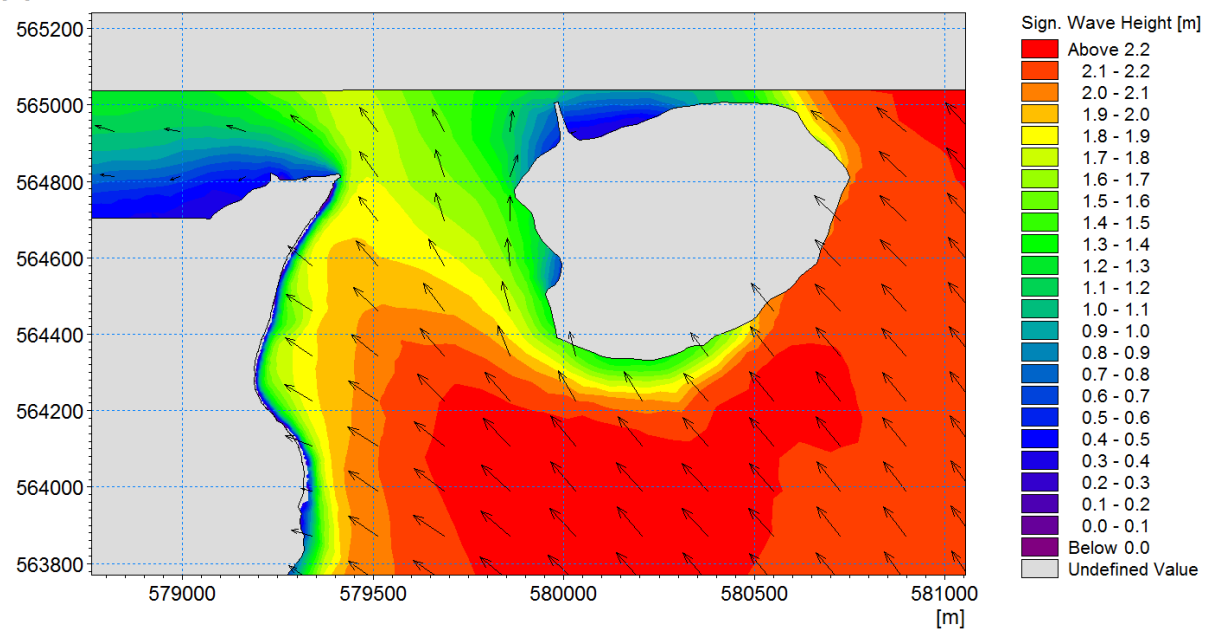 565200
565000
564800
564600
564400
564200
564000
563800
579000 579500 580000 580500 581000
[m]
Sign. Wave Height [m]
Above 2.2
2.1 - 2.2
2.0 - 2.1
1.9 - 2.0
1.8 - 1.9
1.7 - 1.8
1.6 - 1.7
1.5 - 1.6
1.4 - 1.5
1.3 - 1.4
1.2 - 1.3
1.1 - 1.2
1.0 - 1.1
0.9 - 1.0
0.8 - 0.9
0.7 - 0.8
0.6 - 0.7
0.5 - 0.6
0.4 - 0.5
0.3 - 0.4
0.2 - 0.3
0.1 - 0.2
0.0 - 0.1
Below 0.0
Undefined Value